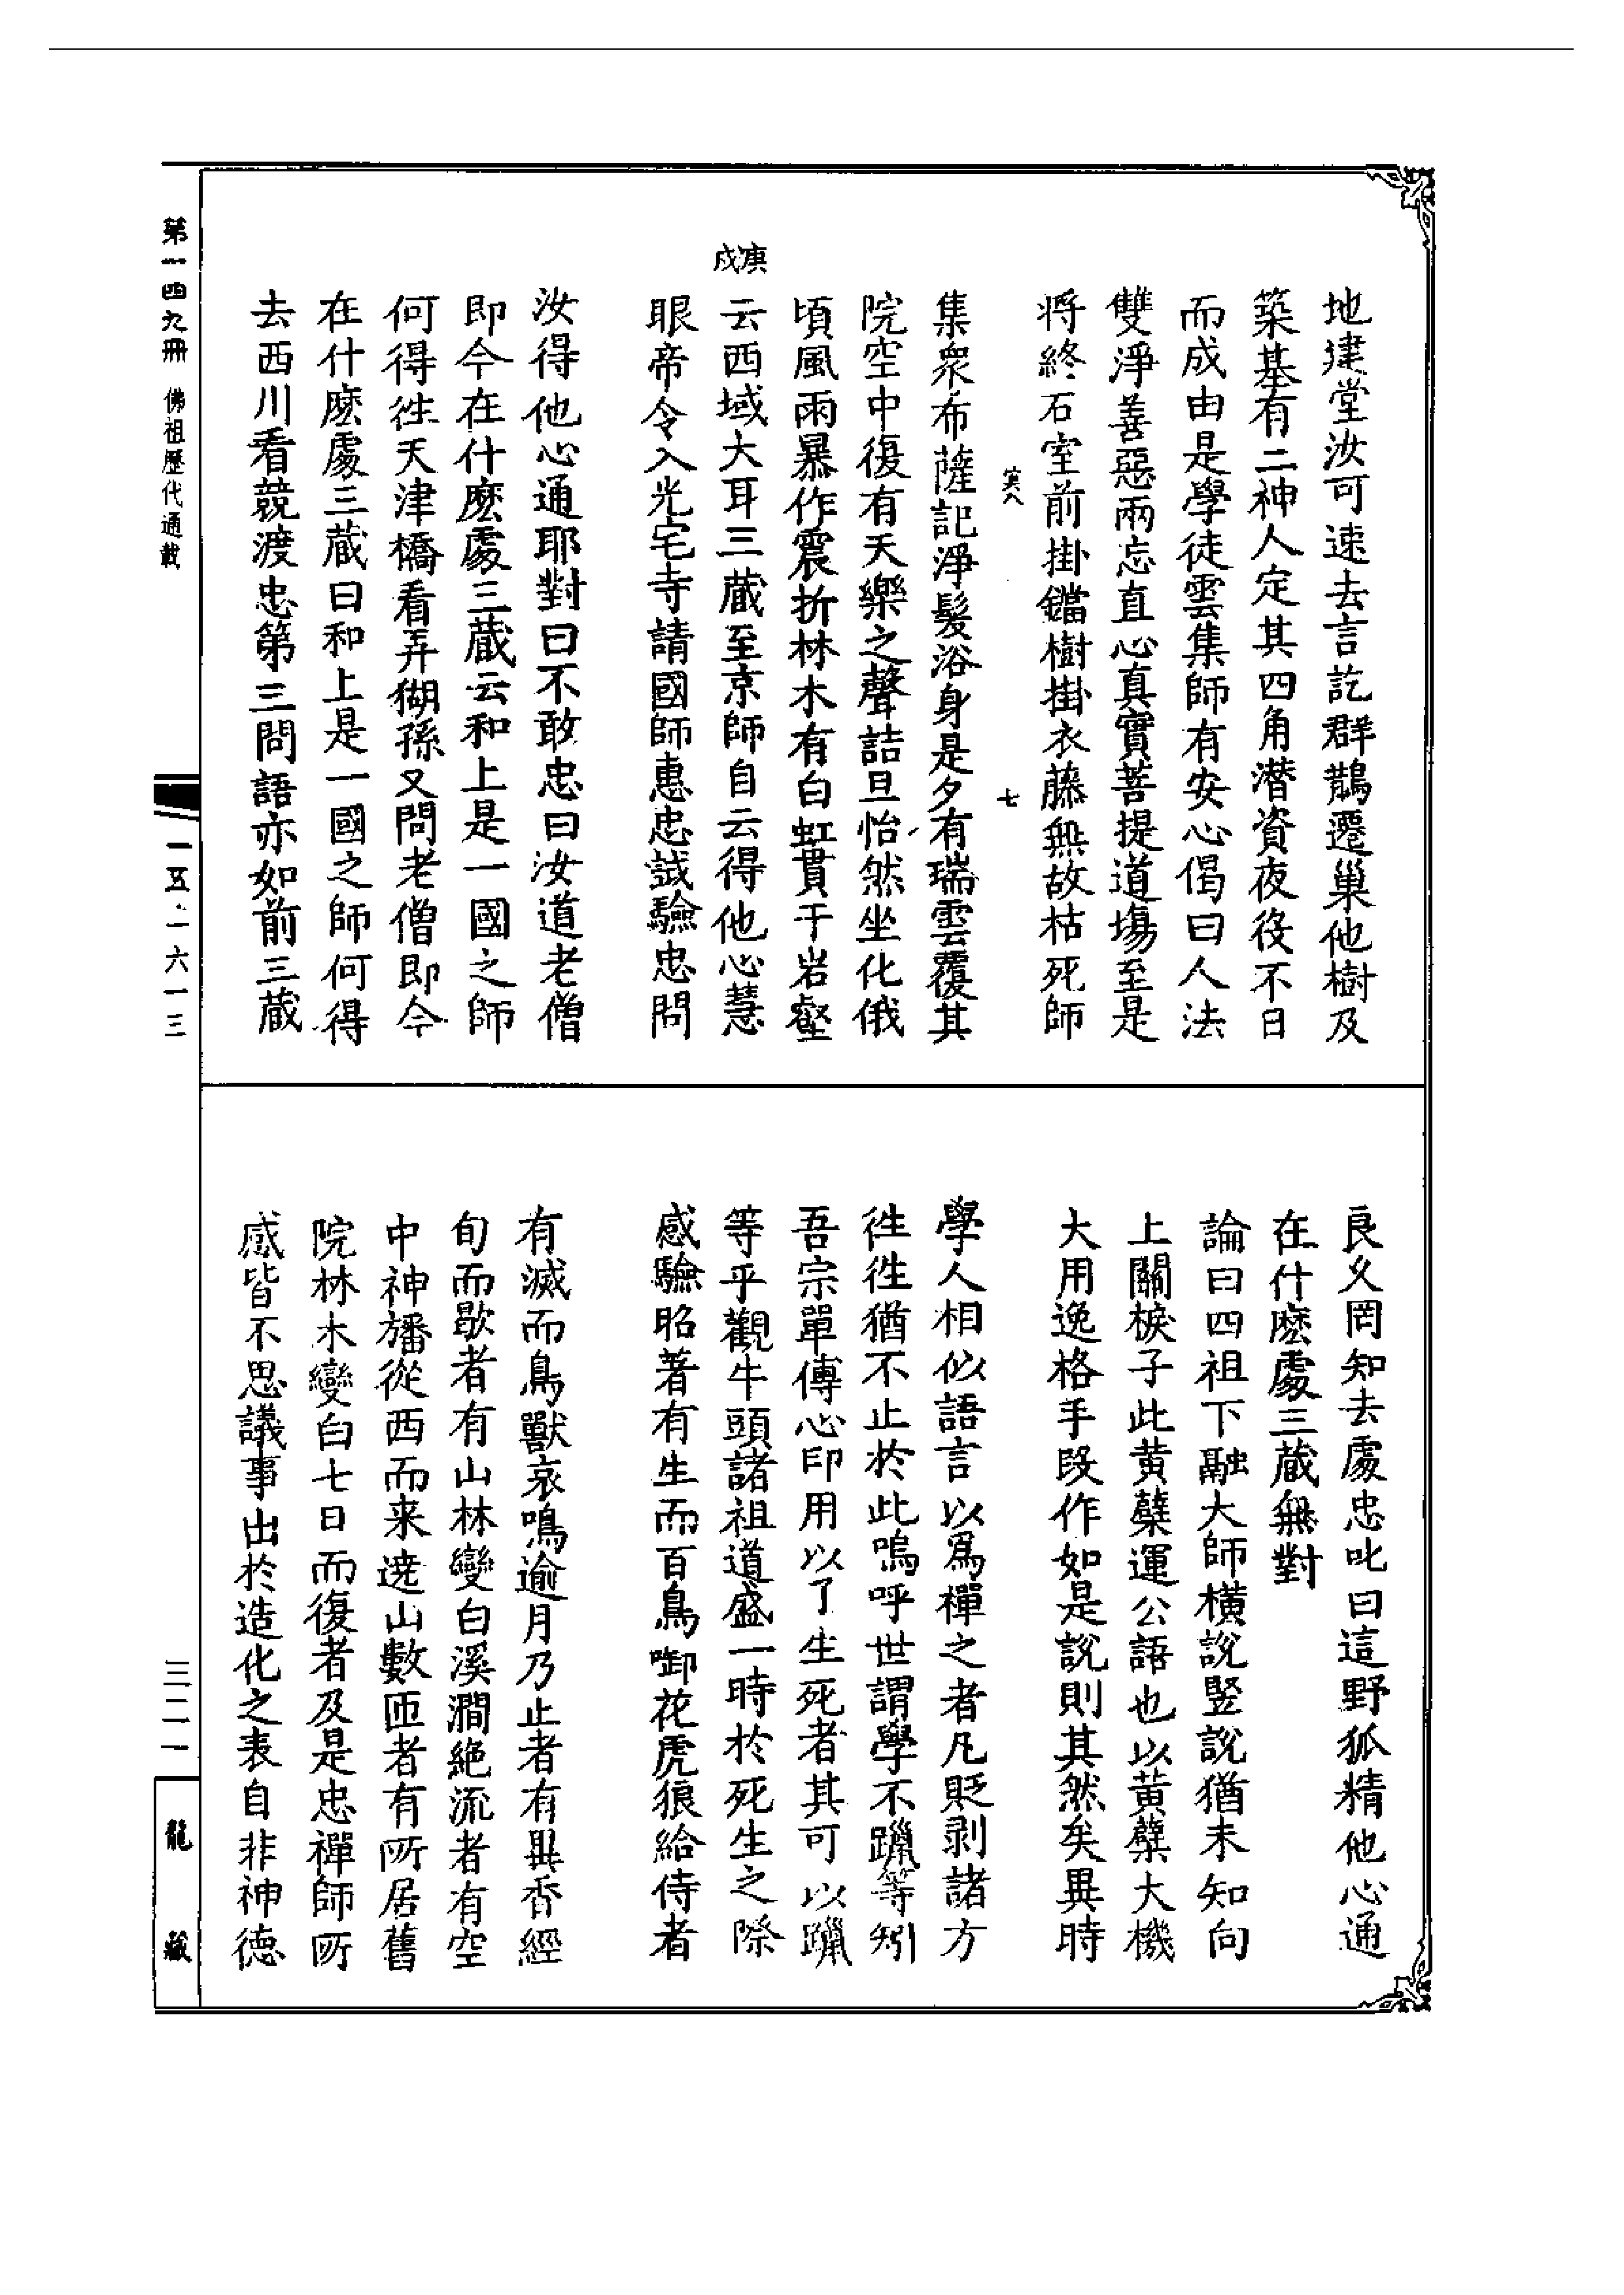 地建堂汝可速去言訖群鵲遷巢他樹及
築基有二神人定其四角潜資夜役不日
而成由是學徒雲集師有安心偈曰人法
雙淨善惡兩忘直心真實菩提道場至是
將終石室前掛鐺樹掛衣藤無故枯死師
七
集衆布薩記淨髮浴身是夕有瑞雲覆其
院空中復有天樂之聲詰旦怡然坐化俄
頃風雨暴作震折林木有白虹貫于岩壑
庚戌
云西域大耳三蔵至京師自云得他心慧
眼帝令入光宅寺請國師惠忠試驗忠問
汝得他心通耶對曰不敢忠曰汝道老僧
即今在什麽處三蔵云和上是一國之師
何得徃天津橋看弄猢孫又問老僧即今
在什麽處三蔵曰和上是一國之師何得
去西川看競渡忠第三問語亦如前三蔵
良久罔知去處忠叱曰這野狐精他心通
在什麽處三蔵無對
論曰四祖下融大師橫說竪說猶未知向
上關棙子此黄蘗運公語也以黄蘗大機
大用逸格手段作如是說則其然矣異時
學人相似語言以爲禪之者凡貶剥諸方
徃徃猶不止於此嗚呼世謂學不躐等矧
吾宗單傳心印用以了生死者其可以躐
等乎觀牛頭諸祖道盛一時於死生之際
感驗昭著有生而百鳥啣花虎狼給侍者
有滅而鳥獸哀鳴逾月乃止者有異香經
旬而歇者有山林變白溪澗絶流者有空
中神旛從西而来遶山數匝者有所居舊
院林木變白七日而復者及是忠禪師所
感皆不思議事出於造化之表自非神德
第一四九冊 佛祖歷代通載
一五·一六一三
三二一
龍藏